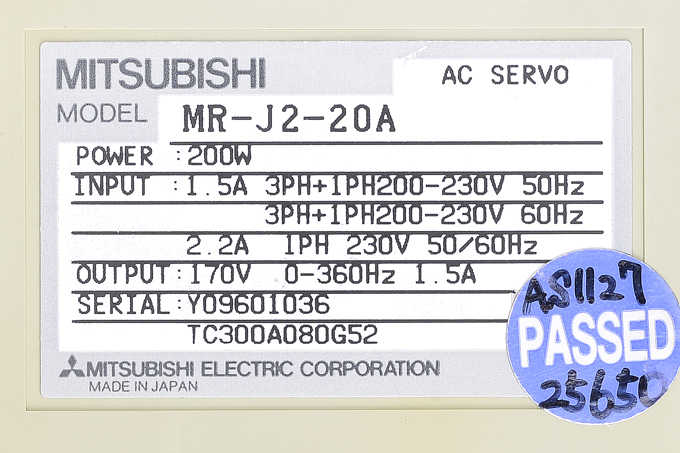 MITSUBISHI
AC SERVO
MODEL MR-J2-20A
POWER :200W
INPUT :1.5A 3PH+1PH200-230V 50Hz
3PH+1PH200-230V 60Hz
2.2A 1PH 230V 50/60Hz
OUTPUT:170V 0-360Hz 1.5A
SERIAL:Y09601036
TC300A080G52
MITSUBISHI ELECTRIC CORPORATION
MADE IN JAPAN
AS1127
PASSED
25650